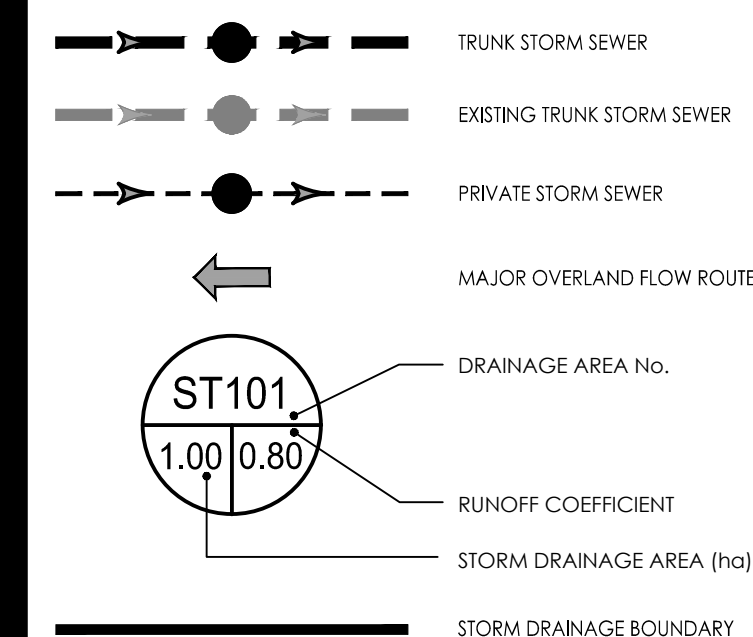 TRUNK STORM SEWER
EXISTING TRUNK STORM SEWER
PRIVATE STORM SEWER
MAJOR OVERLAND FLOW ROUTE
ST101
1.00 0.80
DRAINAGE AREA No.
RUNOFF COEFFICIENT
STORM DRAINAGE AREA (ha)
STORM DRAINAGE BOUNDARY